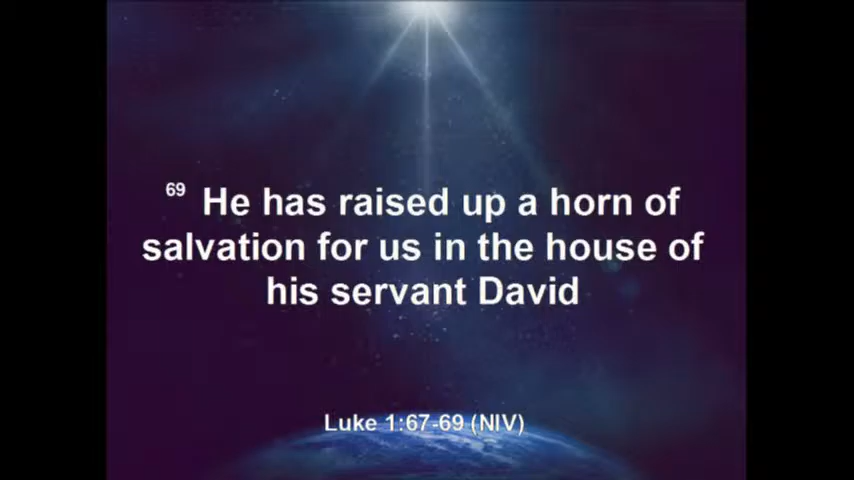 69 He has raised up a horn of
salvation for us in the house of
his servant David
Luke 1:67-69 (NIV)